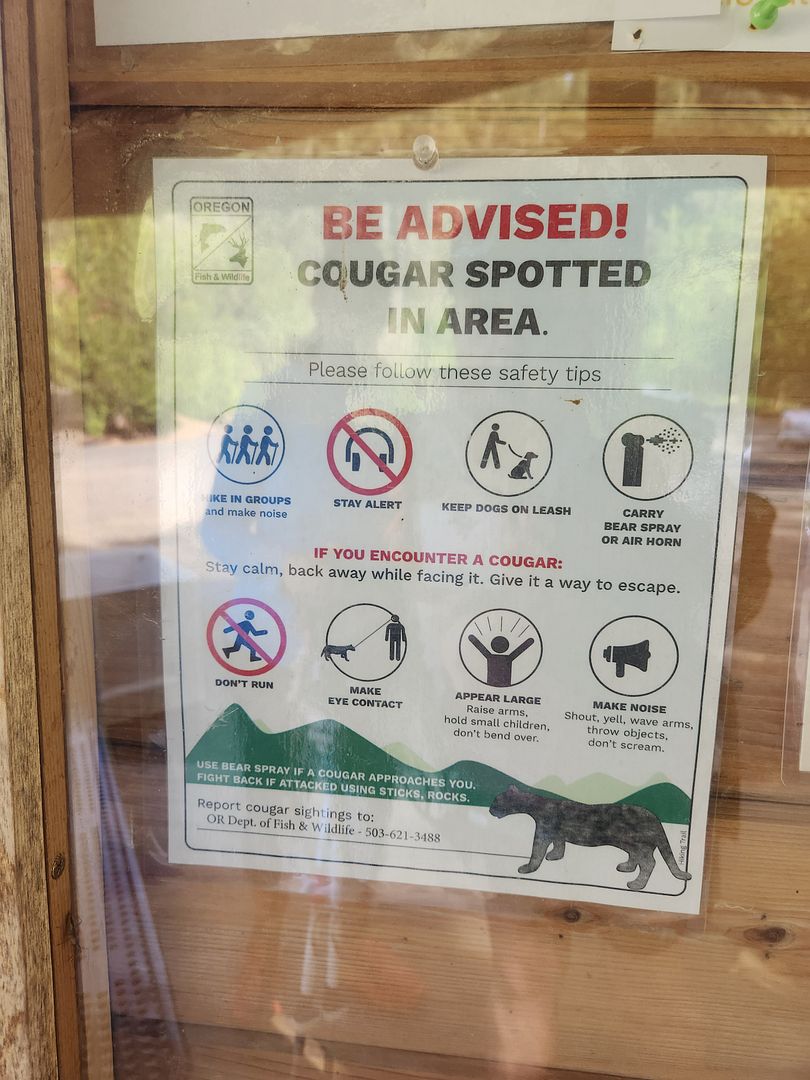 OREGON
Fish & Wildlife
BE ADVISED!
COUGAR SPOTTED
IN AREA.
Please follow these safety tips
HIKE IN GROUPS
and make noise
STAY ALERT
KEEP DOGS ON LEASH
CARRY
BEAR SPRAY
OR AIR HORN
IF YOU ENCOUNTER A COUGAR:
Stay calm, back away while facing it. Give it a way to escape.
DON'T RUN
MAKE
EYE CONTACT
APPEAR LARGE
Raise arms,
hold small children,
don't bend over.
MAKE NOISE
Shout, yell, wave arms,
throw objects,
don't scream.
USE BEAR SPRAY IF A COUGAR APPROACHES YOU.
FIGHT BACK IF ATTACKED USING STICKS, ROCKS.
Report cougar sightings to:
OR Dept. of Fish & Wildlife - 503-621-3488
Hiking Trail